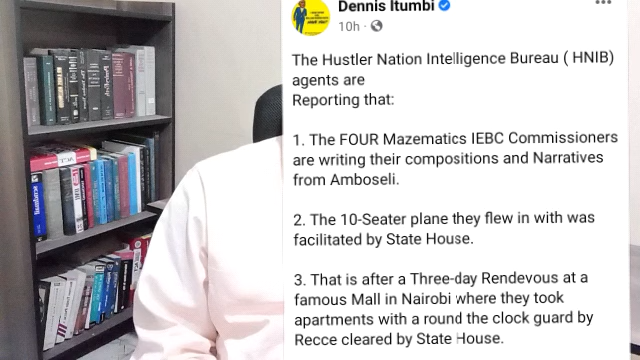 Dennis Itumbi
10h ·
The Hustler Nation Intelligence Bureau ( HNIB)
agents are
Reporting that:
1. The FOUR Mazematics IEBC Commissioners
are writing their compositions and Narratives
from Amboseli.
2. The 10-Seater plane they flew in with was
facilitated by State House.
3. That is after a Three-day Rendevous at a
famous Mall in Nairobi where they took
apartments with a round the clock guard by
Recce cleared by State House.